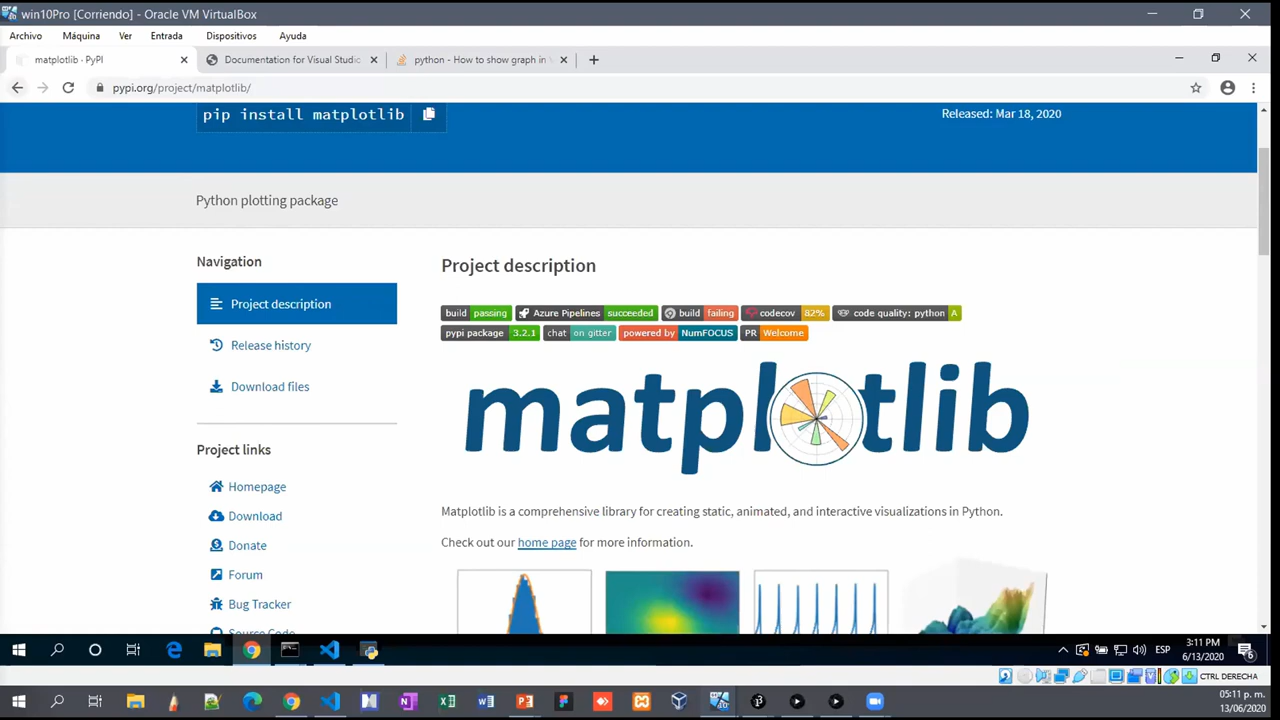 win10Pro [Corriendo] - Oracle VM VirtualBox
Archivo Máquina Ver Entrada Dispositivos Ayuda
matplotlib · PyPI
Documentation for Visual Studio
python - How to show graph in
pypi.org/project/matplotlib/
pip install matplotlib
Released: Mar 18, 2020
Python plotting package
Navigation
Project description
Release history
Download files
Project links
Homepage
Download
Donate
Forum
Bug Tracker
Source Code
Project description
build passing Azure Pipelines succeeded build failing codecov 82% code quality: python A
pypi package 3.2.1 chat on gitter powered by NumFOCUS PR Welcome
matplotlib
Matplotlib is a comprehensive library for creating static, animated, and interactive visualizations in Python.
Check out our home page for more information.
ESP
3:11 PM
6/13/2020
6
CTRL DERECHA
05:11 p. m.
13/06/2020